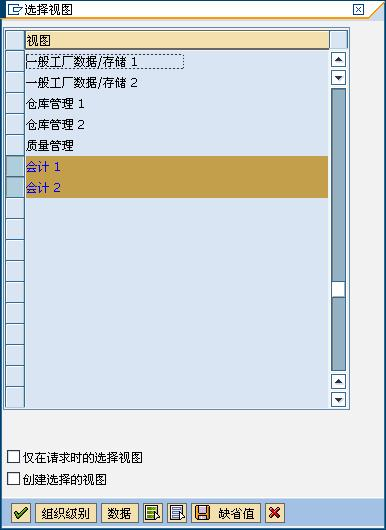 选择视图
视图
一般工厂数据/存储 1
一般工厂数据/存储 2
仓库管理 1
仓库管理 2
质量管理
会计 1
会计 2
仅在请求时的选择视图
创建选择的视图
组织级别 数据 缺省值